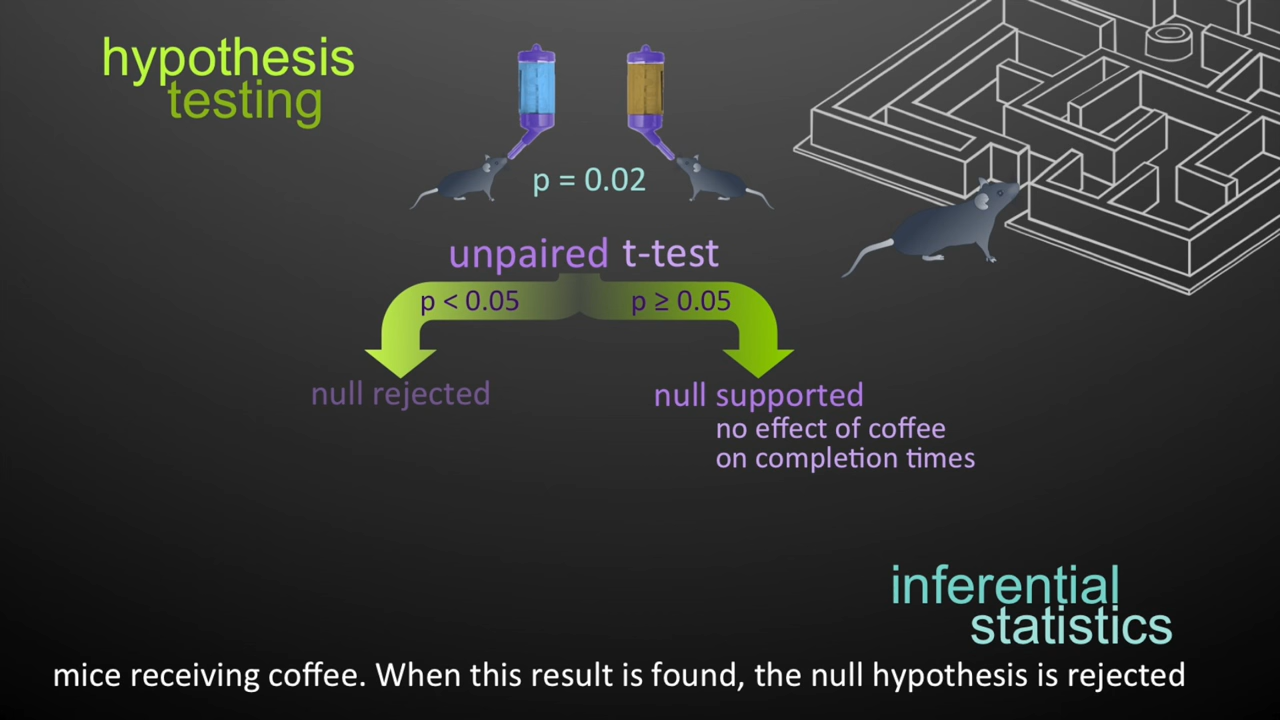 hypothesis
testing
p = 0.02
unpaired t-test
p < 0.05
p ≥ 0.05
null rejected
null supported
no effect of coffee
on completion times
inferential
statistics
mice receiving coffee. When this result is found, the null hypothesis is rejected